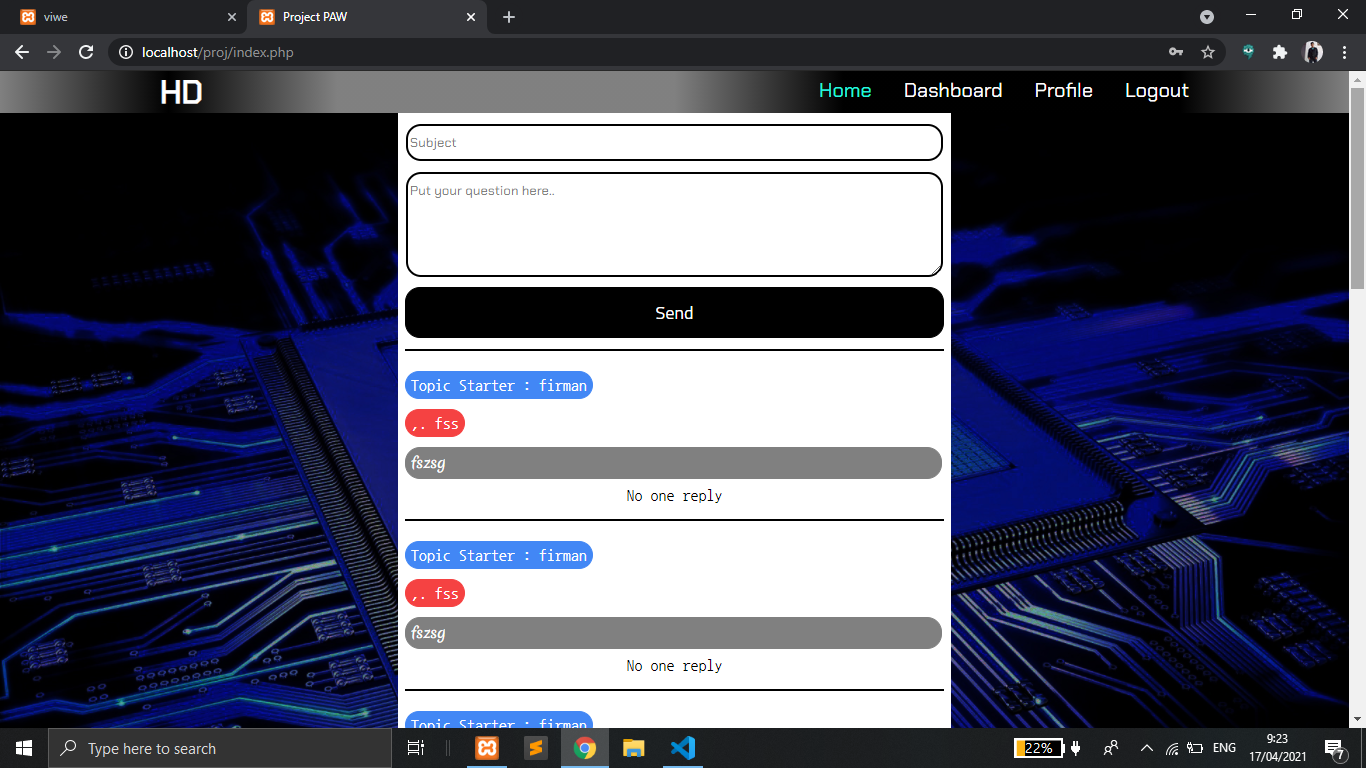 viwe
Project PAW
localhost/proj/index.php
HD
Home Dashboard Profile Logout
Subject
Put your question here..
Send
Topic Starter : firman
,. fss
fszsg
No one reply
Topic Starter : firman
,. fss
fszsg
No one reply
Topic Starter : firman
Type here to search
22%
ENG
9:23
17/04/2021
7